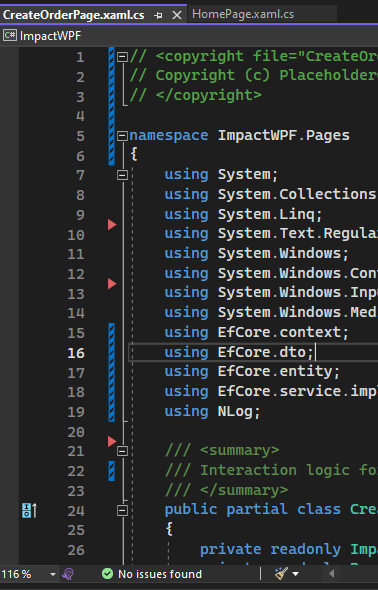 CreateOrderPage.xaml.cs HomePage.xaml.cs
C# ImpactWPF
1 // <copyright file="CreateOr
2 // Copyright (c) Placeholder
3 // </copyright>
4
5 namespace ImpactWPF.Pages
6 {
7 using System;
8 using System.Collections
9 using System.Linq;
10 using System.Text.Regula
11 using System.Windows;
12 using System.Windows.Con
13 using System.Windows.Inp
14 using System.Windows.Med
15 using EfCore.context;
16 using EfCore.dto;
17 using EfCore.entity;
18 using EfCore.service.imp
19 using NLog;
20
21 /// <summary>
22 /// Interaction logic fo
23 /// </summary>
24 public partial class Cre
25 {
26 private readonly Imp
116 % No issues found